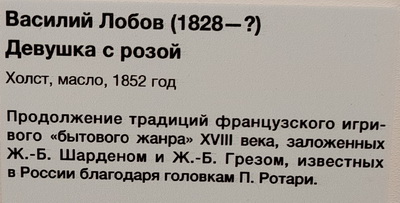 Василий Лобов (1828—?)
Девушка с розой
Холст, масло, 1852 год
Продолжение традиций французского игри-
вого «бытового жанра» XVIII века, заложенных
Ж.-Б. Шарденом и Ж.-Б. Грезом, известных
в России благодаря головкам П. Ротари.